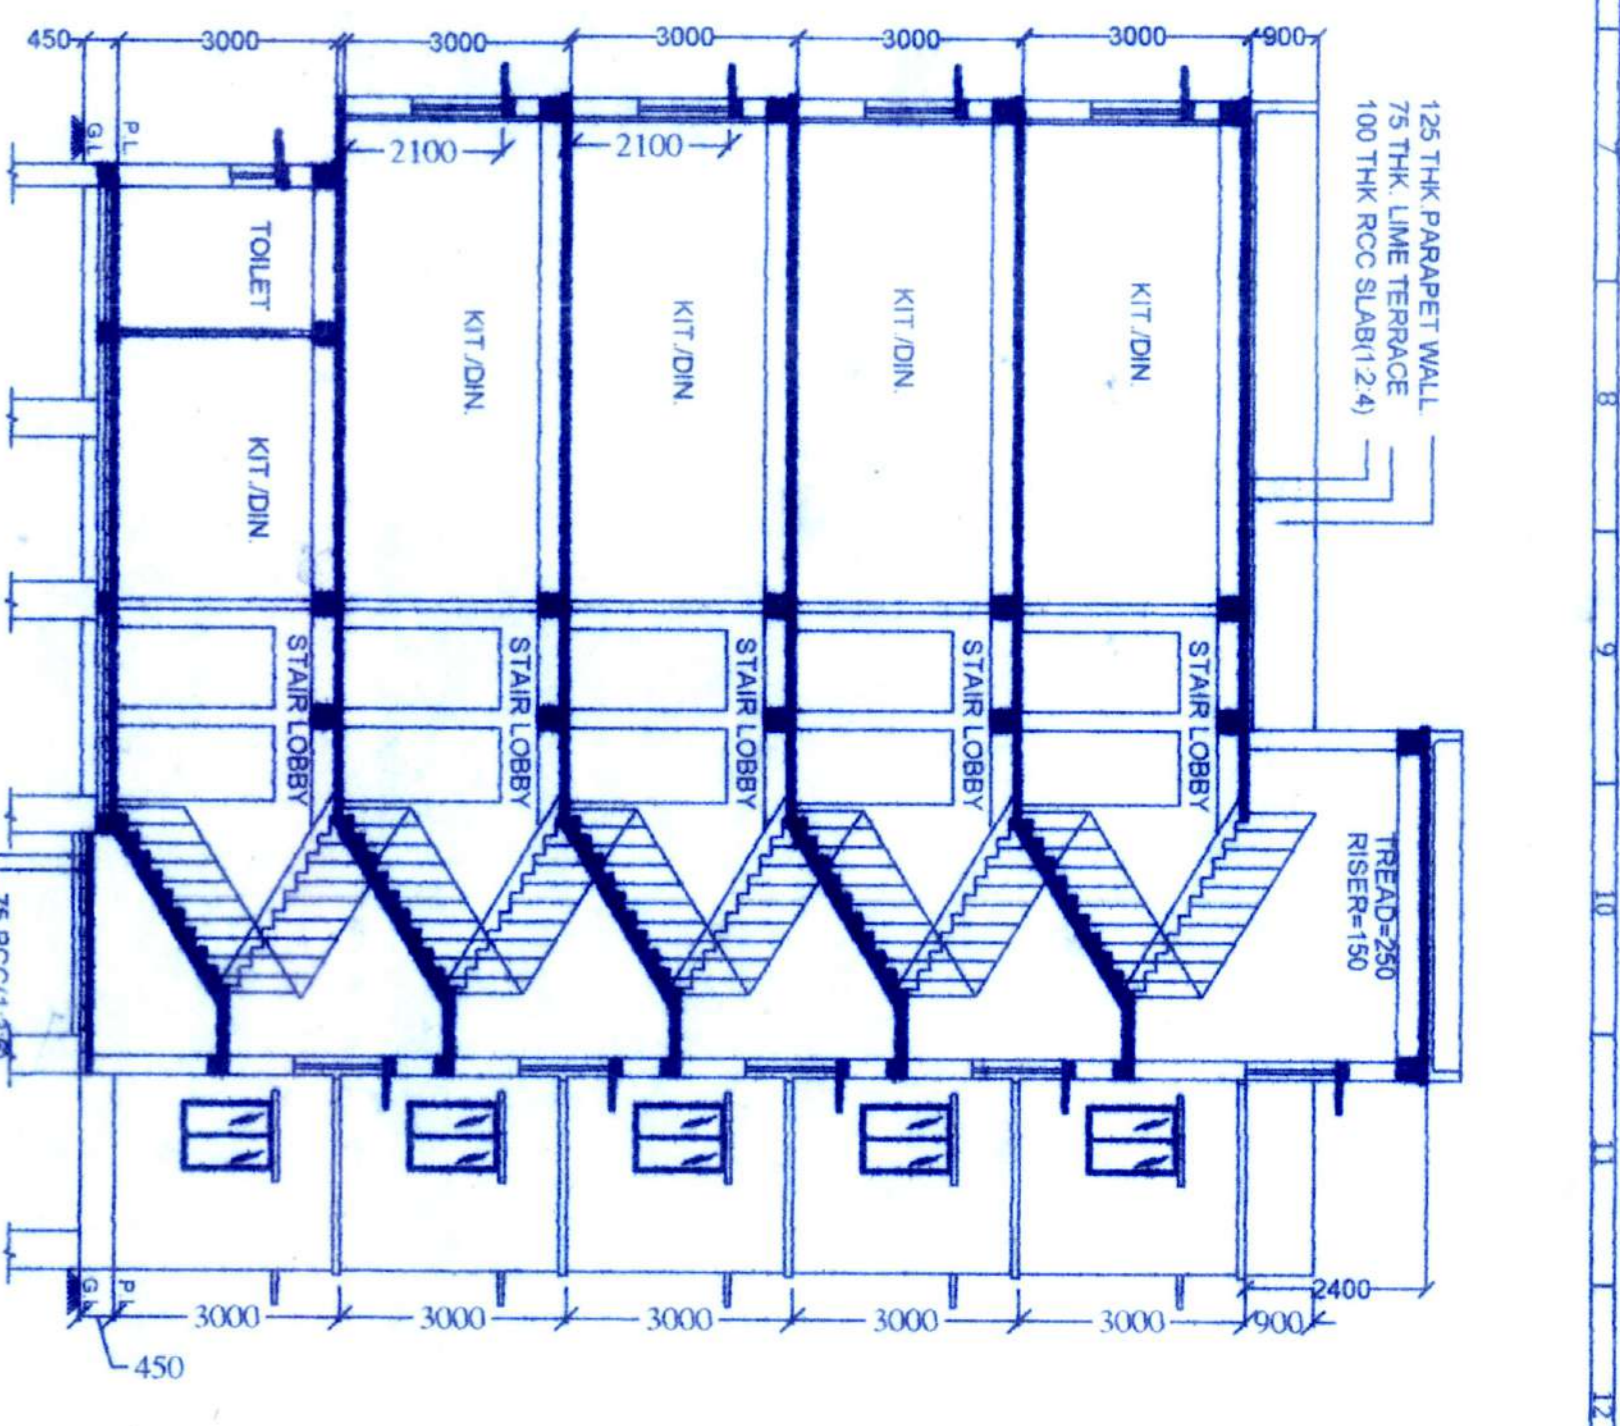 125 THK.PARAPET WALL.
75 THK. LIME TERRACE
100 THK RCC SLAB(1:2:4)
TREAD=250
RISER=150
450
3000
3000
3000
3000
3000
900
2100
2100
G.L
P.L
TOILET
KIT./DIN.
KIT./DIN.
KIT./DIN.
KIT./DIN.
KIT./DIN.
STAIR LOBBY
STAIR LOBBY
STAIR LOBBY
STAIR LOBBY
STAIR LOBBY
G.L
P.L
3000
3000
3000
3000
3000
900
2400
450
7
8
9
10
11
12